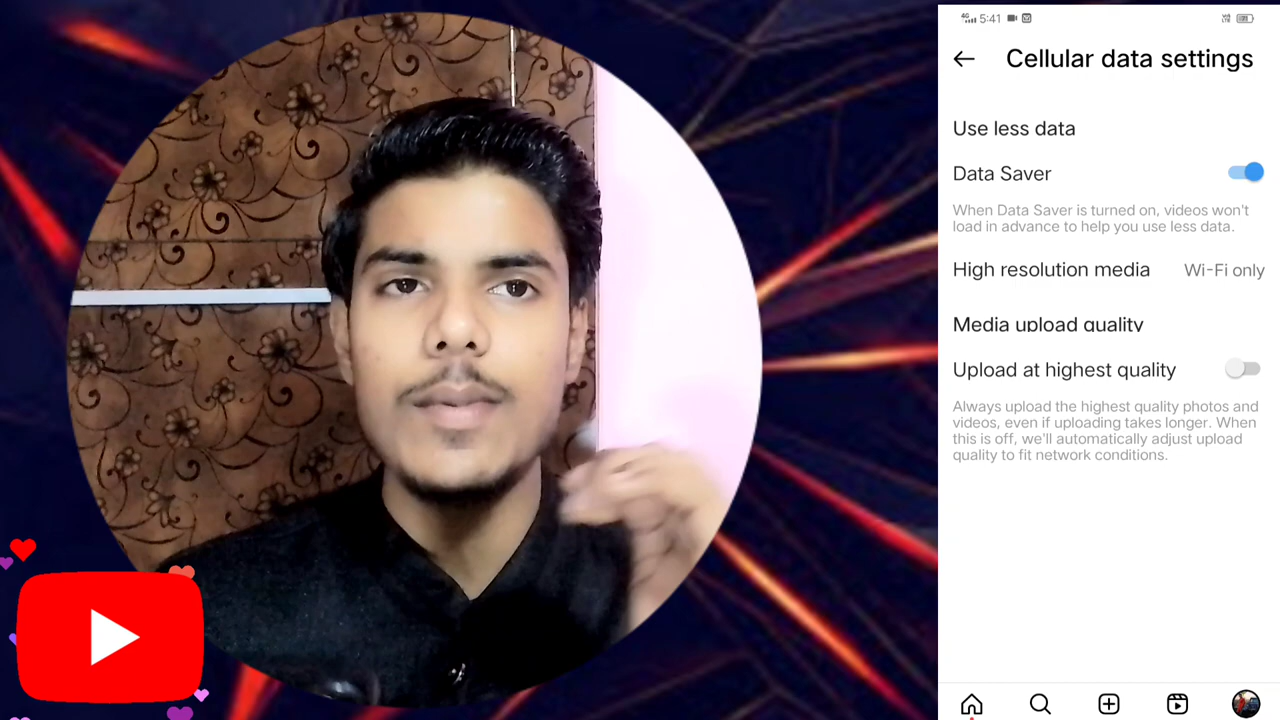 4G 5:41
Cellular data settings
Use less data
Data Saver
When Data Saver is turned on, videos won't
load in advance to help you use less data.
High resolution media Wi-Fi only
Media upload quality
Upload at highest quality
Always upload the highest quality photos and
videos, even if uploading takes longer. When
this is off, we'll automatically adjust upload
quality to fit network conditions.